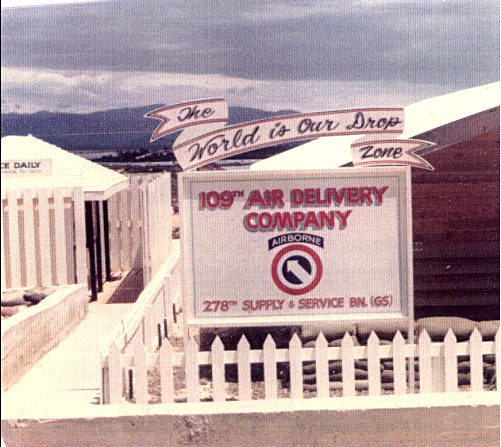 The
World is Our Drop
Zone
109TH AIR DELIVERY
COMPANY
AIRBORNE
278TH SUPPLY & SERVICE BN. (GS)
CE DAILY